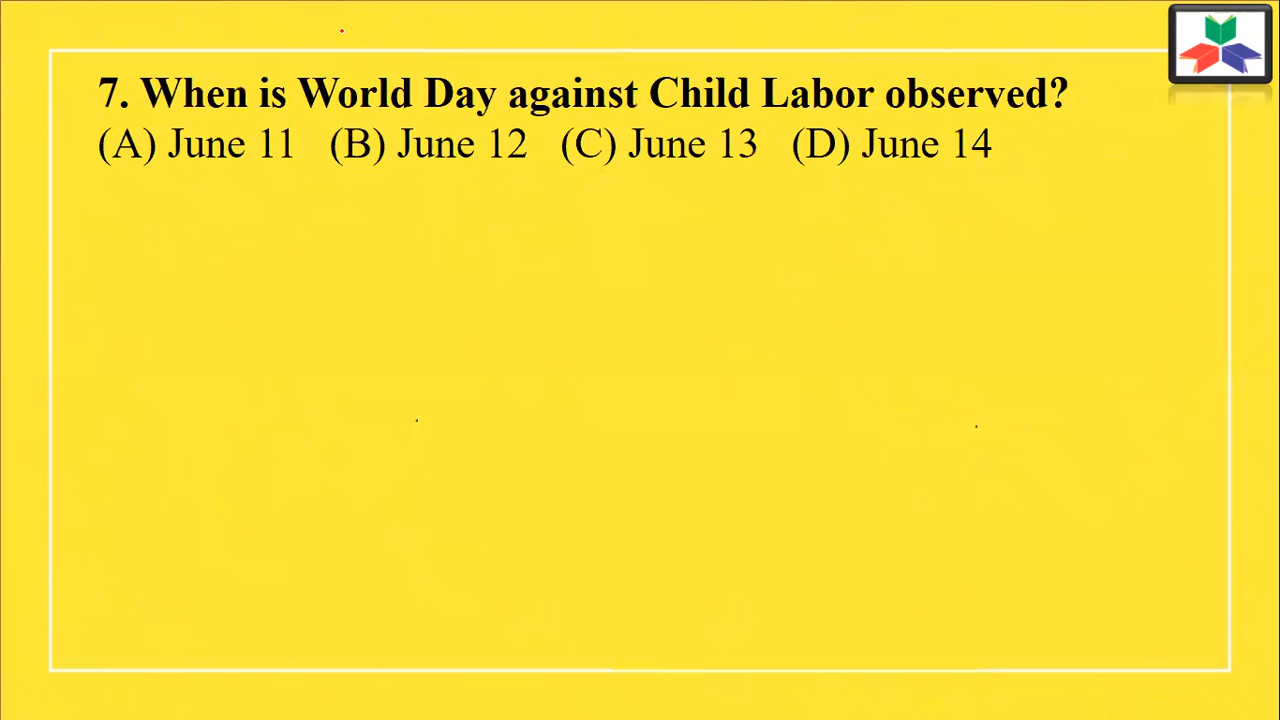 7. When is World Day against Child Labor observed?
(A) June 11 (B) June 12 (C) June 13 (D) June 14